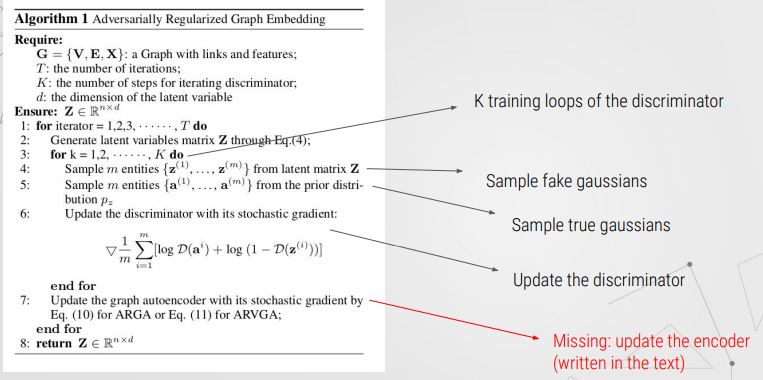 Algorithm 1 Adversarially Regularized Graph Embedding
Require:
G = {V, E, X}: a Graph with links and features;
T: the number of iterations;
K: the number of steps for iterating discriminator;
d: the dimension of the latent variable
Ensure: Z ∈ ℝⁿˣᵈ
1: for iterator = 1,2,3, ······ , T do
2: Generate latent variables matrix Z through Eq.(4);
3: for k = 1,2, ······ , K do
4: Sample m entities {z⁽¹⁾, ..., z⁽ᵐ⁾} from latent matrix Z
5: Sample m entities {a⁽¹⁾, ..., a⁽ᵐ⁾} from the prior distri-
bution p_z
6: Update the discriminator with its stochastic gradient:
▽ 1/m ∑_{i=1}^{m} [log D(aⁱ) + log (1 − D(z⁽ⁱ⁾))]
end for
7: Update the graph autoencoder with its stochastic gradient by
Eq. (10) for ARGA or Eq. (11) for ARVGA;
end for
8: return Z ∈ ℝⁿˣᵈ
K training loops of the discriminator
Sample fake gaussians
Sample true gaussians
Update the discriminator
Missing: update the encoder
(written in the text)